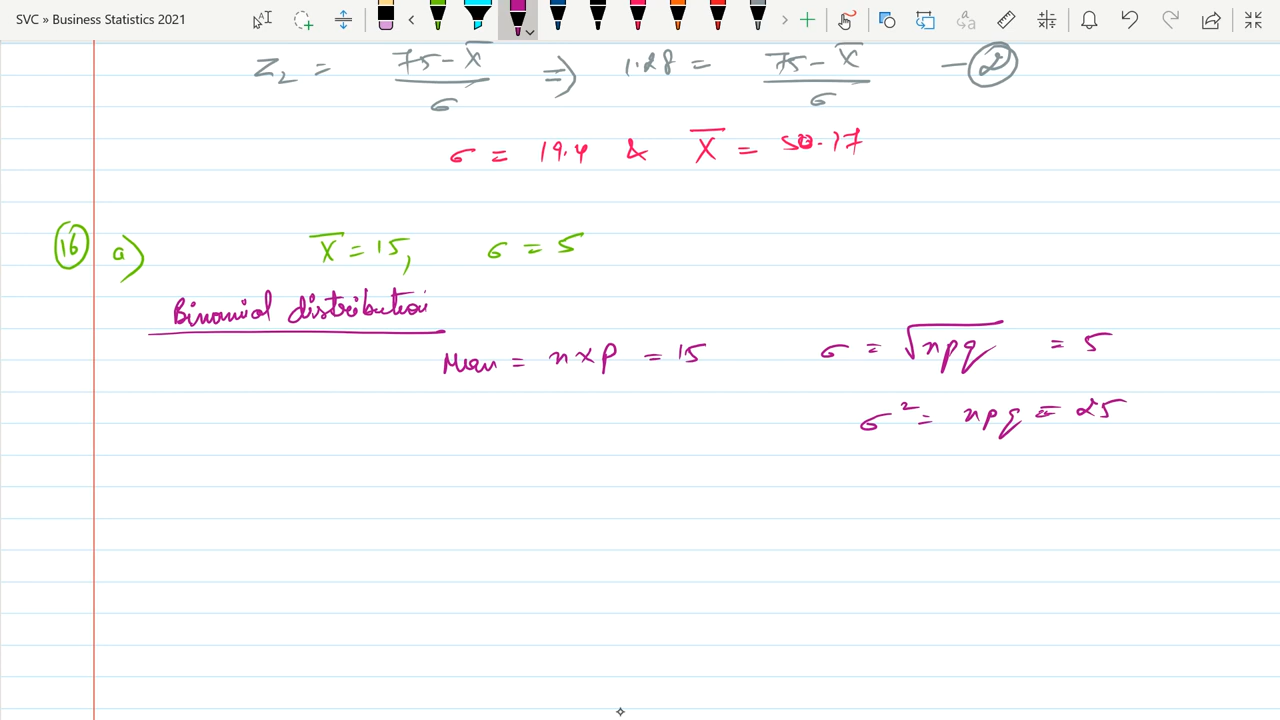 SVC » Business Statistics 2021
Z₂ = (75 - X̅)/σ ⇒ 1.28 = (75 - X̅)/σ — ②
σ = 19.4 & X̅ = 50.17
⑯ a) X̅ = 15, σ = 5
Binomial distribution
Mean = n × p = 15 σ = √npq = 5
σ² = npq = 25